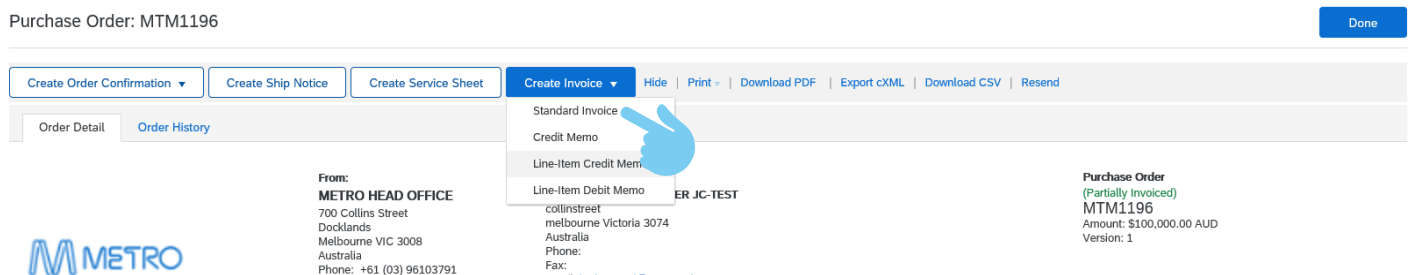 Purchase Order: MTM1196
Done
Create Order Confirmation
Create Ship Notice
Create Service Sheet
Create Invoice
Hide | Print | Download PDF | Export cXML | Download CSV | Resend
Standard Invoice
Credit Memo
Line-Item Credit Mem
Line-Item Debit Memo
Order Detail
Order History
From:
METRO HEAD OFFICE
700 Collins Street
Docklands
Melbourne VIC 3008
Australia
Phone: +61 (03) 96103791
ER JC-TEST
collinstreet
melbourne Victoria 3074
Australia
Phone:
Fax:
Purchase Order
(Partially Invoiced)
MTM1196
Amount: $100,000.00 AUD
Version: 1
METRO